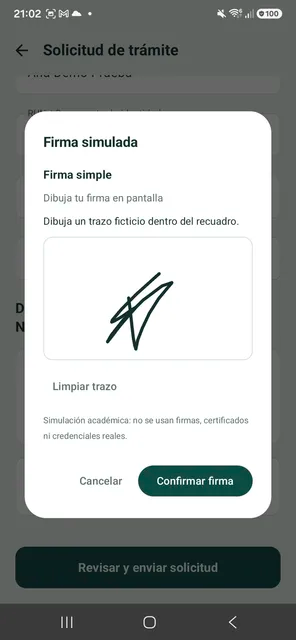 21:02
100
Solicitud de trámite
Firma simulada
Firma simple
Dibuja tu firma en pantalla
Dibuja un trazo ficticio dentro del recuadro.
Limpiar trazo
Simulación académica: no se usan firmas, certificados
ni credenciales reales.
Cancelar
Confirmar firma
Revisar y enviar solicitud